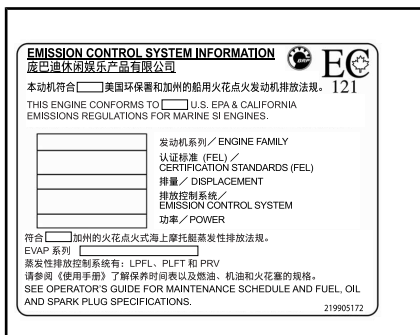 EMISSION CONTROL SYSTEM INFORMATION
庞巴迪休闲娱乐产品有限公司
brp
EC
121
本动机符合 美国环保署和加州的船用火花点火发动机排放法规。
THIS ENGINE CONFORMS TO U.S. EPA & CALIFORNIA
EMISSIONS REGULATIONS FOR MARINE SI ENGINES.
发动机系列/ ENGINE FAMILY
认证标准 (FEL) /
CERTIFICATION STANDARDS (FEL)
排量/ DISPLACEMENT
排放控制系统/
EMISSION CONTROL SYSTEM
功率/ POWER
符合 加州的火花点火式海上摩托艇蒸发性排放法规。
EVAP 系列
蒸发性排放控制系统有: LPFL、PLFT 和 PRV
请参阅《使用手册》了解保养时间表以及燃油、机油和火花塞的规格。
SEE OPERATOR'S GUIDE FOR MAINTENANCE SCHEDULE AND FUEL, OIL
AND SPARK PLUG SPECIFICATIONS.
219905172